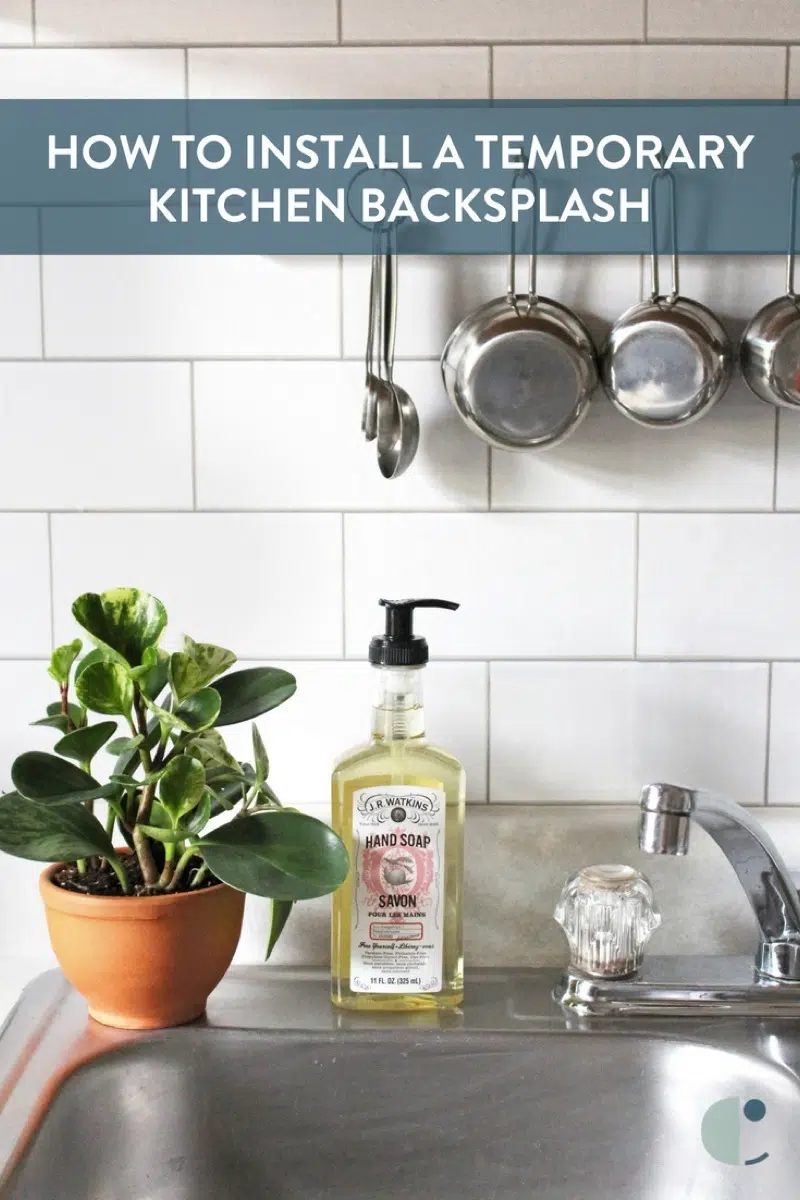 HOW TO INSTALL A TEMPORARY
KITCHEN BACKSPLASH
J.R. WATKINS
HAND SOAP
SAVON
POUR LES MAINS
11 FL. OZ. (325 mL)